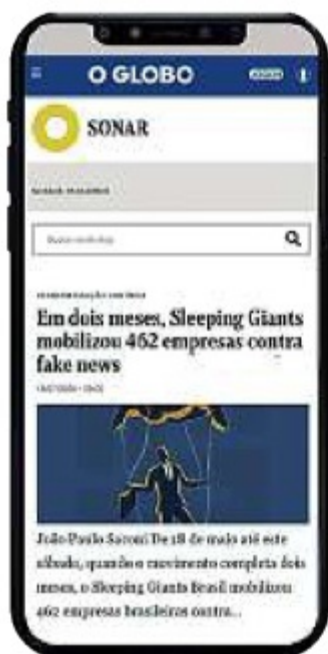 O GLOBO
SONAR
Em dois meses, Sleeping Giants
mobilizou 462 empresas contra
fake news
João Paulo Saconi De 18 de maio até este
sábado, quando o movimento completa dois
meses, o Sleeping Giants Brasil mobilizou
462 empresas brasileiras contra...